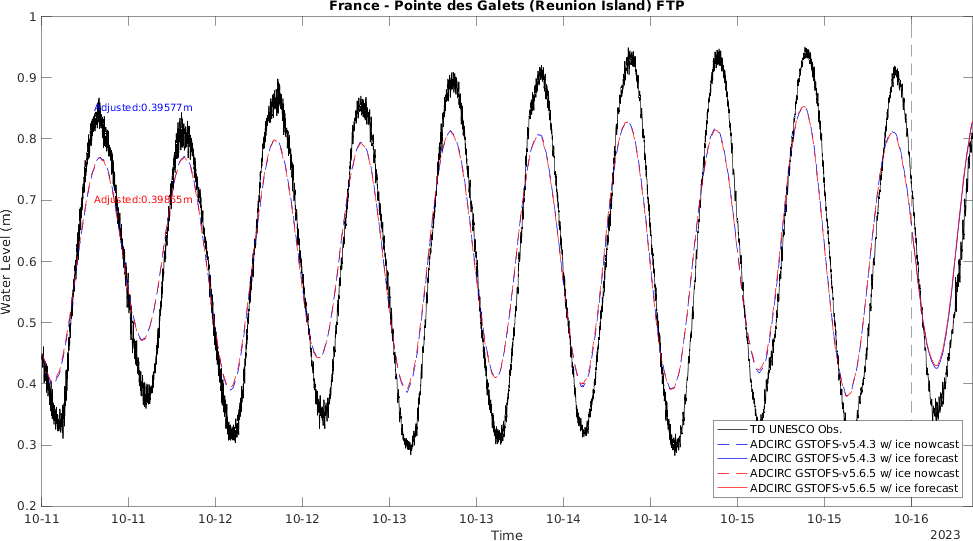 France - Pointe des Galets (Reunion Island) FTP
1
0.9
0.8
0.7
0.6
0.5
0.4
0.3
0.2
Water Level (m)
Adjusted:0.39577m
Adjusted:0.39865m
TD UNESCO Obs.
ADCIRC GSTOFS-v5.4.3 w/ ice nowcast
ADCIRC GSTOFS-v5.4.3 w/ ice forecast
ADCIRC GSTOFS-v5.6.5 w/ ice nowcast
ADCIRC GSTOFS-v5.6.5 w/ ice forecast
10-11 10-11 10-12 10-12 10-13 10-13 10-14 10-14 10-15 10-15 10-16
Time
2023